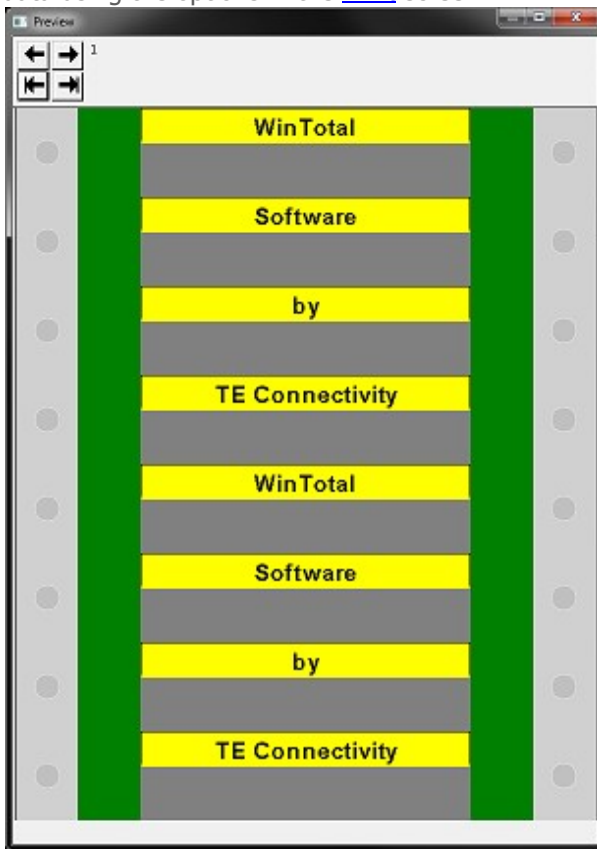 Preview
1
WinTotal
Software
by
TE Connectivity
WinTotal
Software
by
TE Connectivity